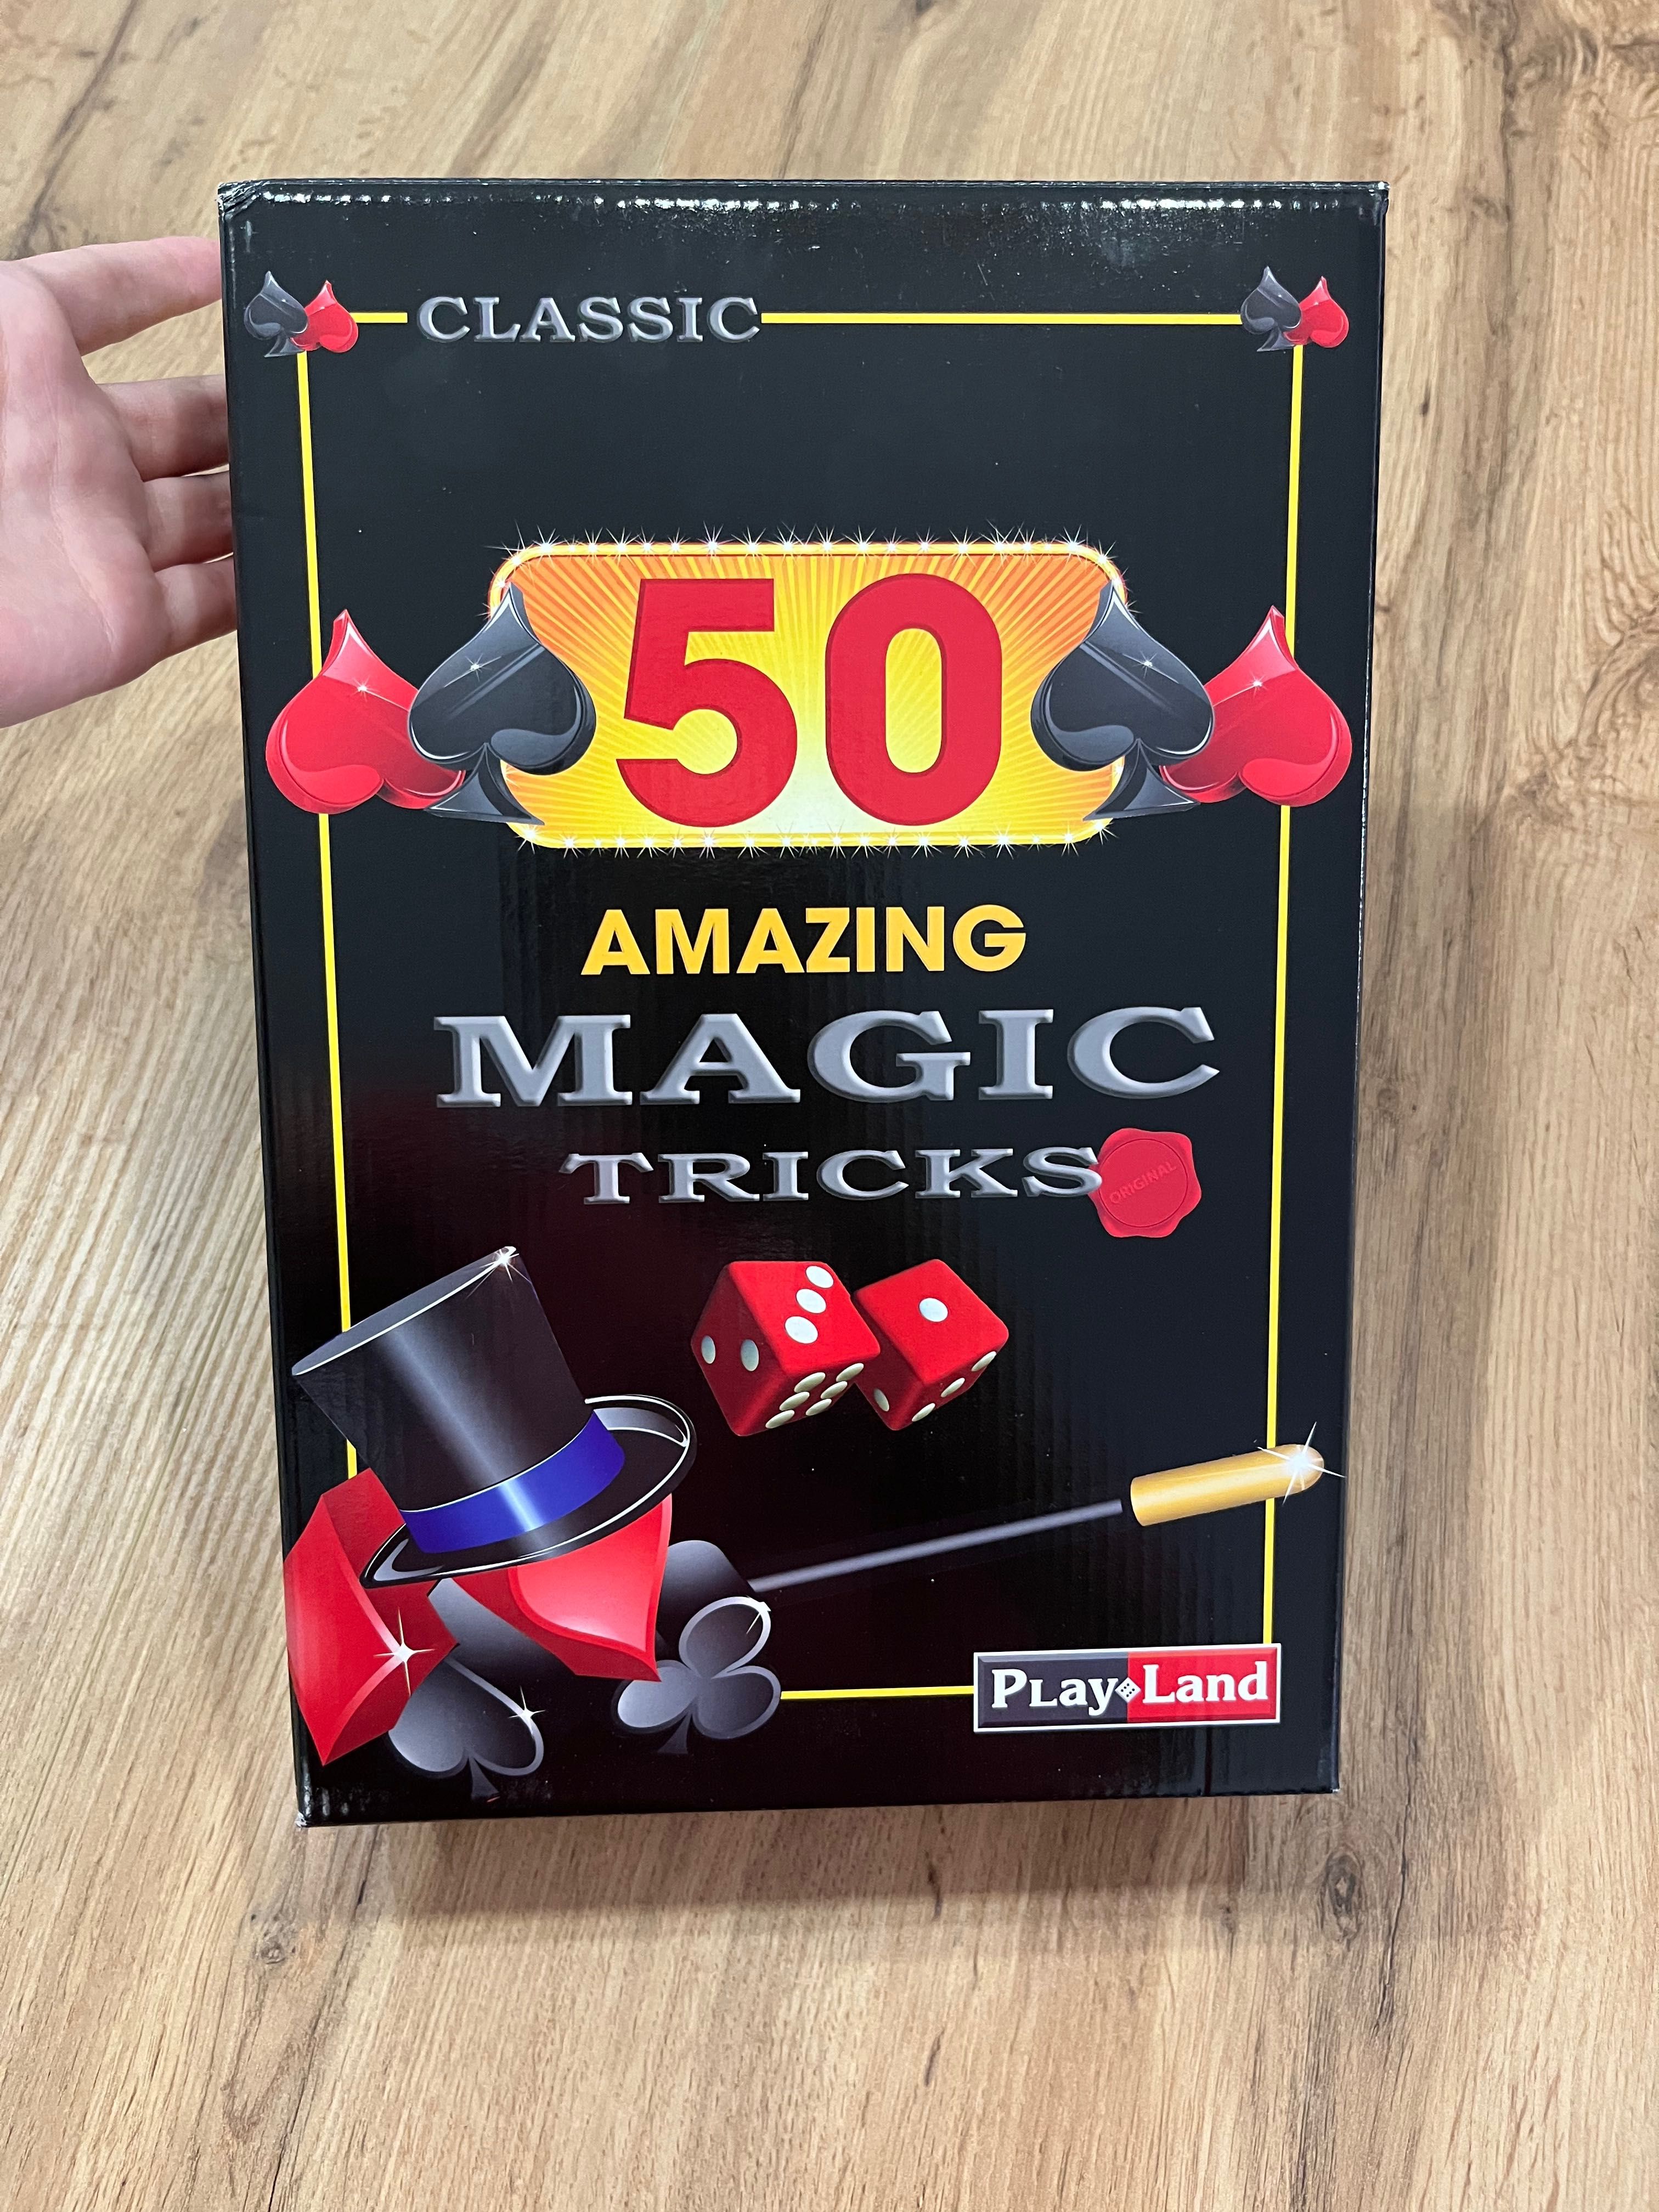 CLASSIC
50
AMAZING
MAGIC
TRICKS
ORIGINAL
PLay Land